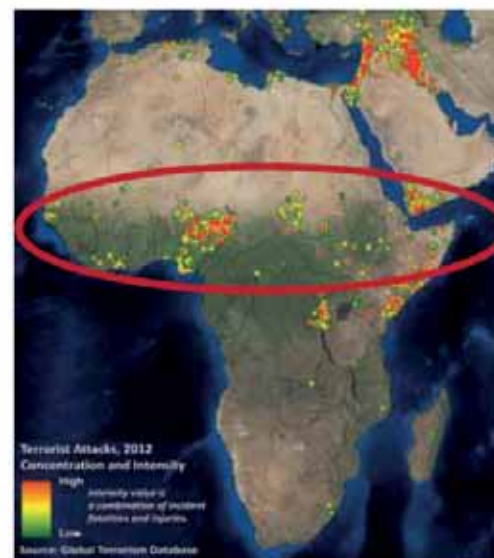 Terrorist Attacks, 2012
Concentration and Intensity
High
Intensity value is
a combination of incident
fatalities and injuries.
Low
Source: Global Terrorism Database